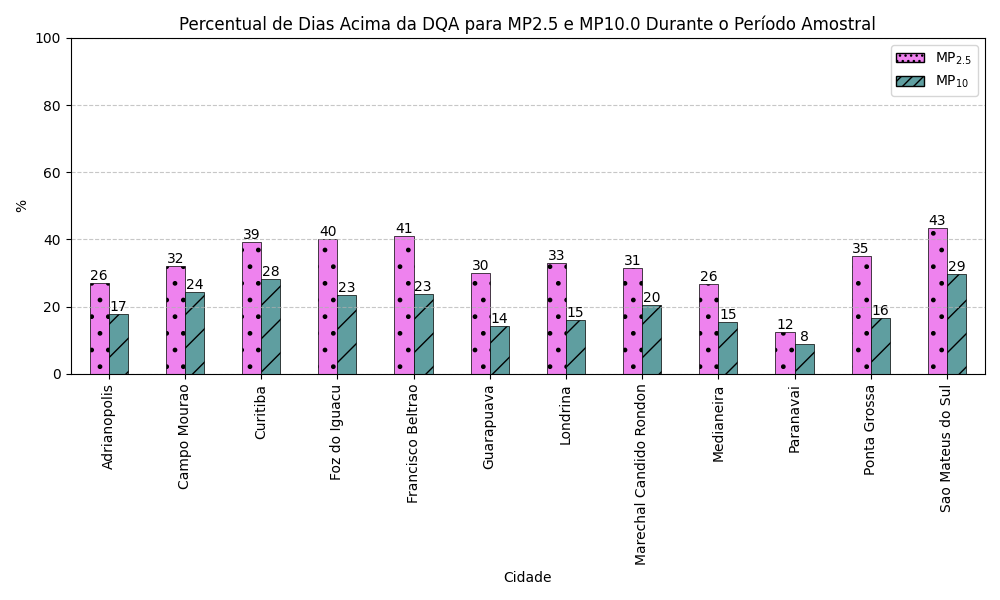 Percentual de Dias Acima da DQA para MP2.5 e MP10.0 Durante o Período Amostral
MP2.5
MP10
100
80
60
40
20
0
%
26 17 32 24 39 28 40 23 41 23 30 14 33 15 31 20 26 15 12 8 35 16 43 29
Adrianopolis
Campo Mourao
Curitiba
Foz do Iguacu
Francisco Beltrao
Guarapuava
Londrina
Marechal Candido Rondon
Medianeira
Paranavai
Ponta Grossa
Sao Mateus do Sul
Cidade